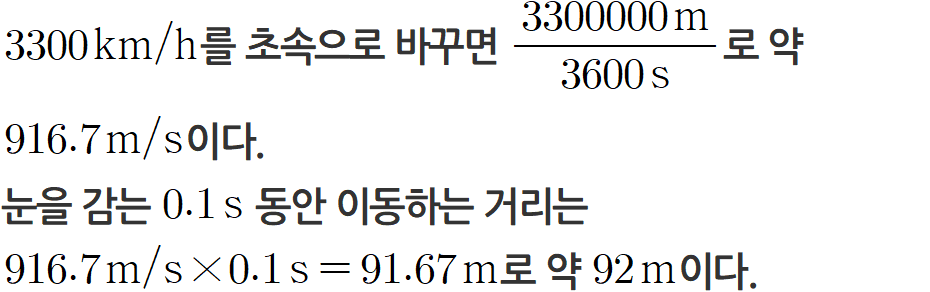 3300 km/h를 초속으로 바꾸면 3300000 m/3600 s로 약
916.7 m/s이다.
눈을 감는 0.1 s 동안 이동하는 거리는
916.7 m/s×0.1 s=91.67 m로 약 92 m이다.